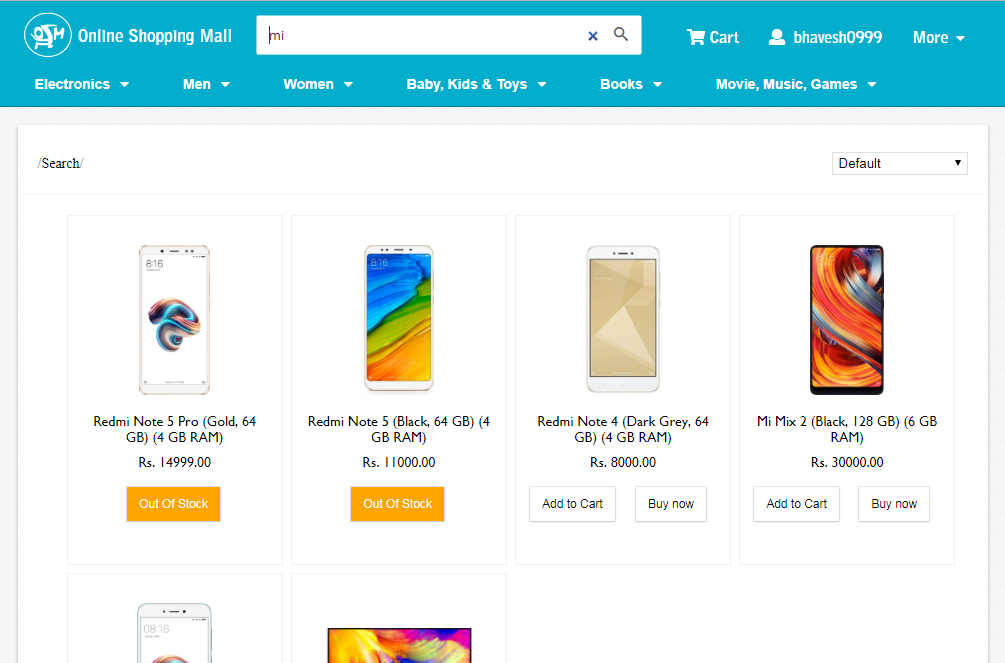 OSM Online Shopping Mall
mi
Cart
bhavesh0999
More
Electronics
Men
Women
Baby, Kids & Toys
Books
Movie, Music, Games
/Search/
Default
8:16
8:16
8:16
Redmi Note 5 Pro (Gold, 64
GB) (4 GB RAM)
Rs. 14999.00
Out Of Stock
Redmi Note 5 (Black, 64 GB) (4
GB RAM)
Rs. 11000.00
Out Of Stock
Redmi Note 4 (Dark Grey, 64
GB) (4 GB RAM)
Rs. 8000.00
Add to Cart
Buy now
Mi Mix 2 (Black, 128 GB) (6 GB
RAM)
Rs. 30000.00
Add to Cart
Buy now
08:16